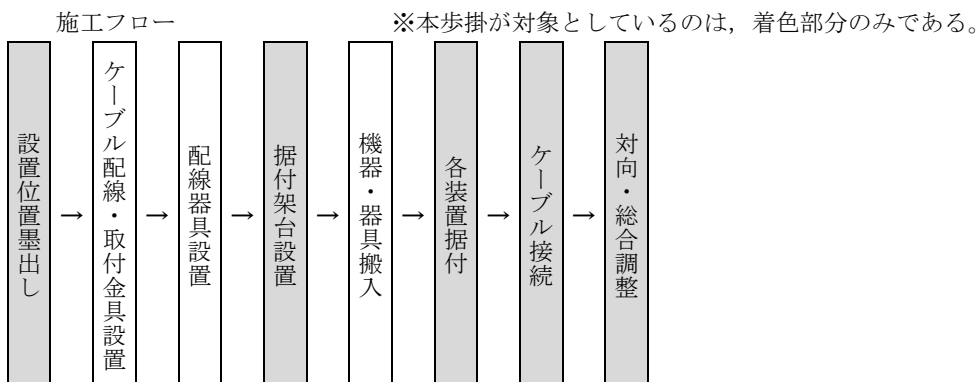 施工フロー
※本歩掛が対象としているのは，着色部分のみである。
設置位置墨出し
→
ケーブル配線・取付金具設置
→
配線器具設置
→
据付架台設置
→
機器・器具搬入
→
各装置据付
→
ケーブル接続
→
対向・総合調整